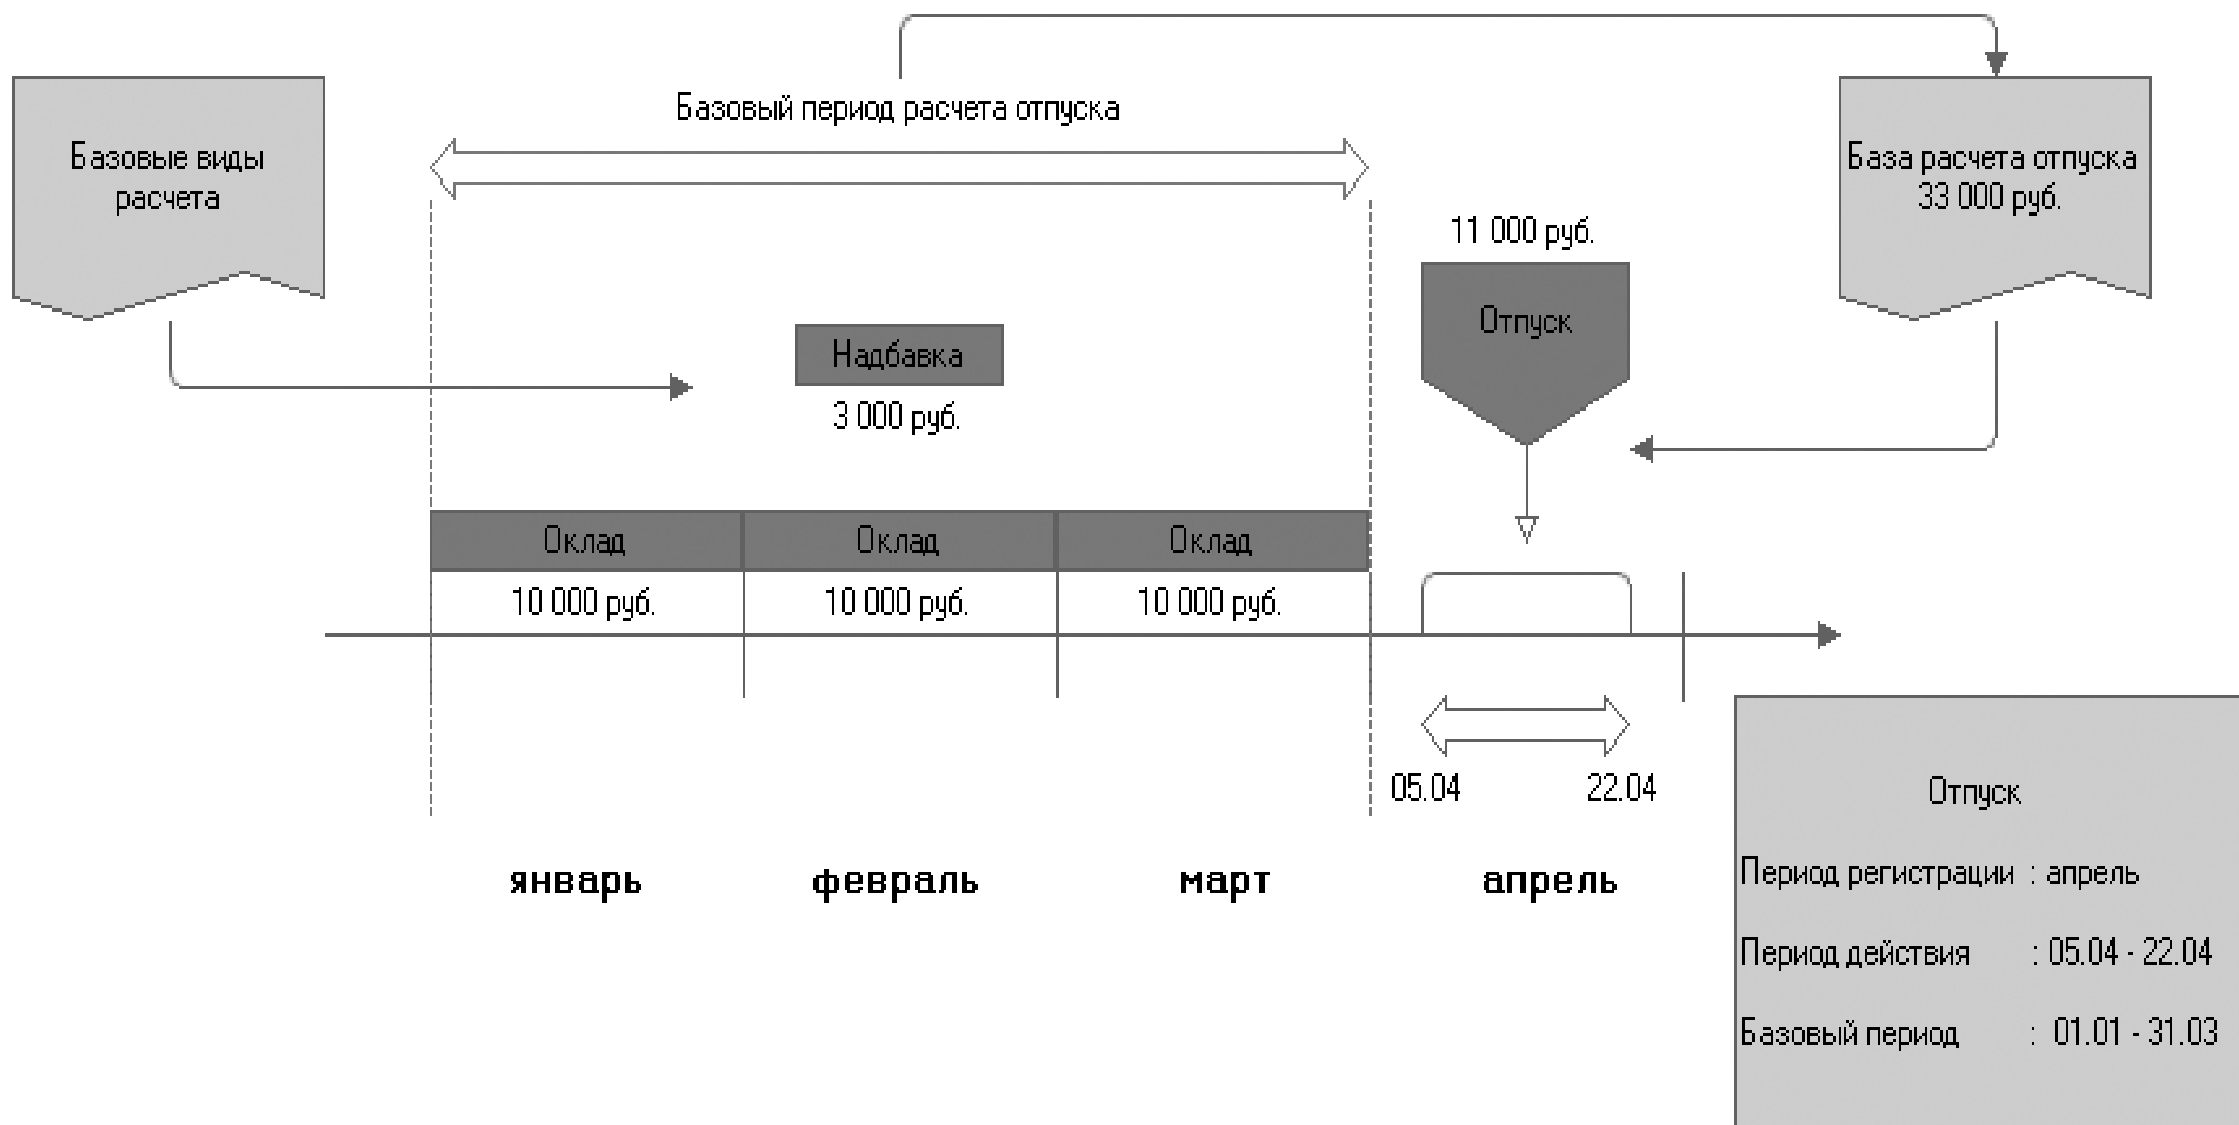 Базовый период расчета отпуска
Базовые виды
расчета
База расчета отпуска
33 000 руб.
11 000 руб.
Отпуск
Надбавка
3 000 руб.
Оклад Оклад Оклад
10 000 руб. 10 000 руб. 10 000 руб.
05.04 22.04
январь февраль март апрель
Отпуск
Период регистрации : апрель
Период действия : 05.04 - 22.04
Базовый период : 01.01 - 31.03